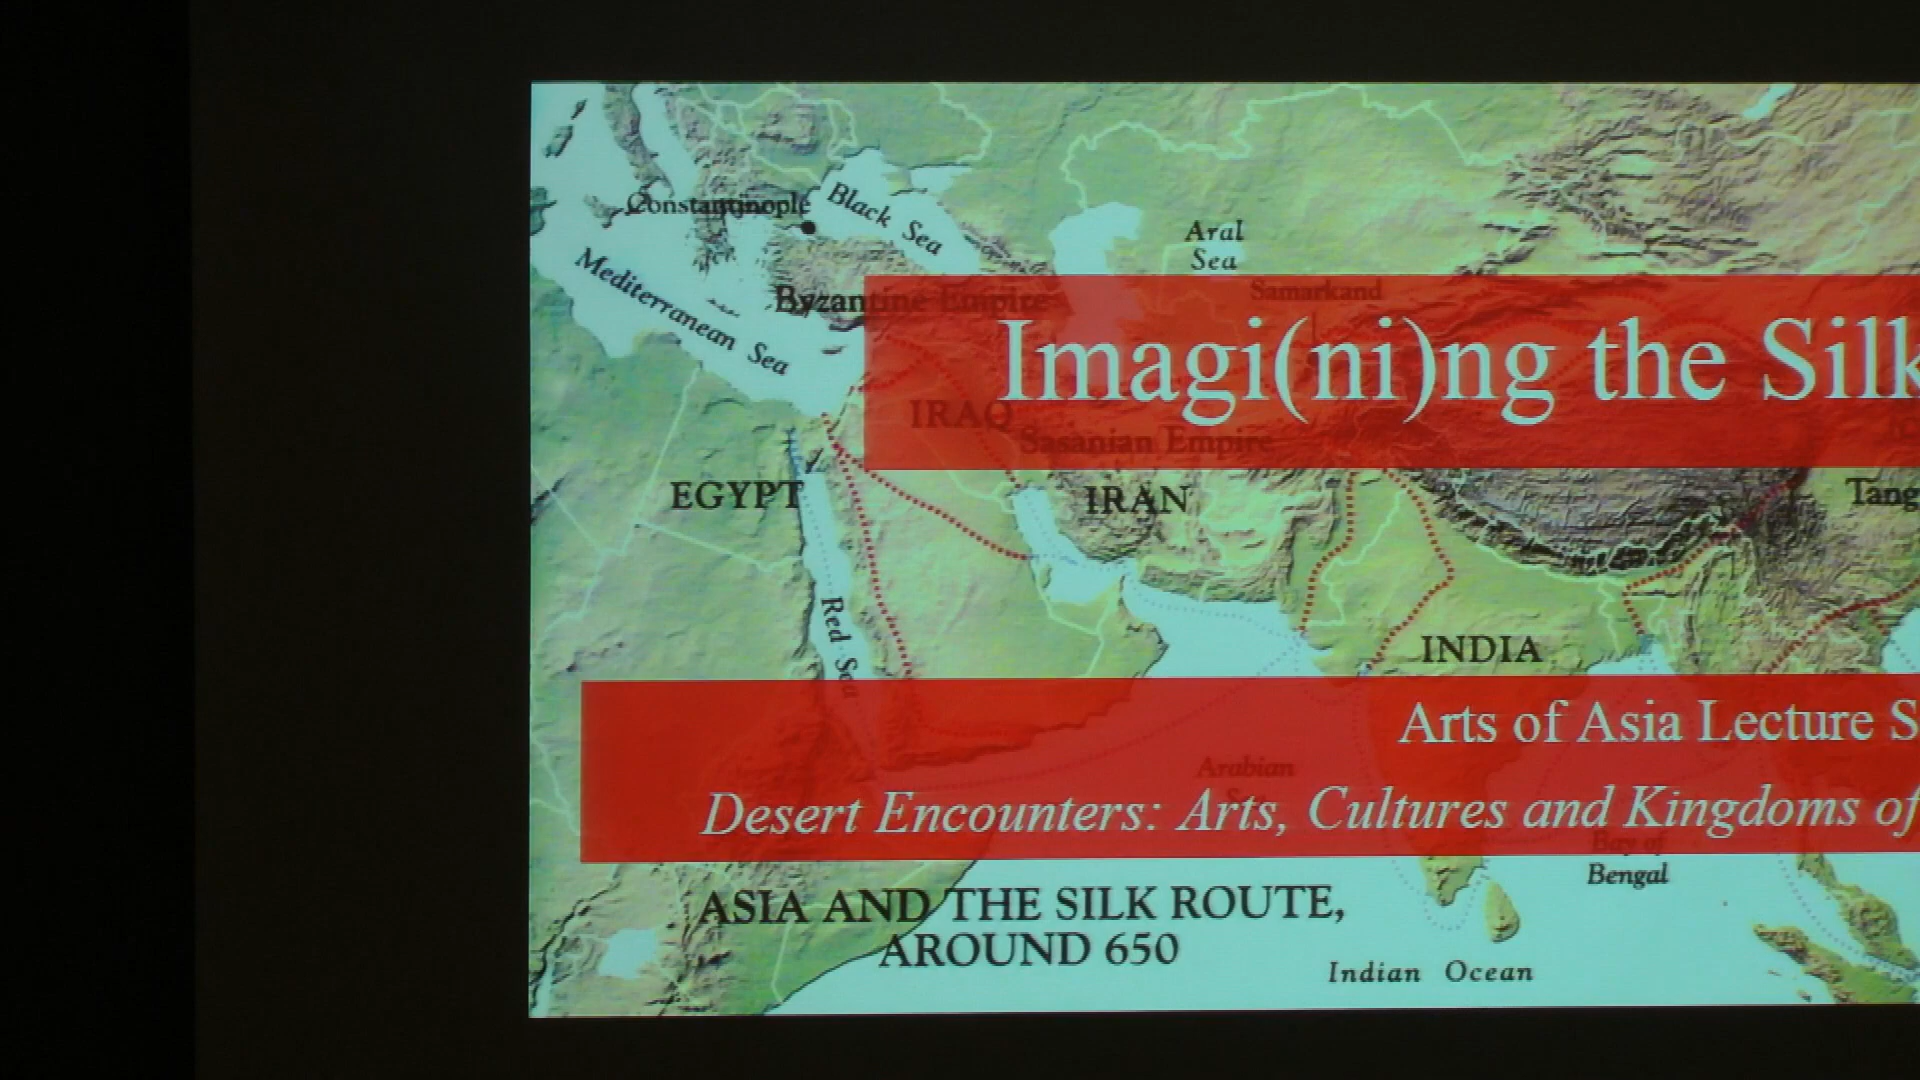 Constantinople
Black Sea
Aral
Sea
Mediterranean Sea
Byzantine Empire
Samarkand
Imagi(ni)ng the Silk
IRAQ
Sasanian Empire
EGYPT
IRAN
Tang
Red Sea
INDIA
Arts of Asia Lecture S
Arabian
Desert Encounters: Arts, Cultures and Kingdoms of
Bay of
Bengal
ASIA AND THE SILK ROUTE,
AROUND 650
Indian Ocean